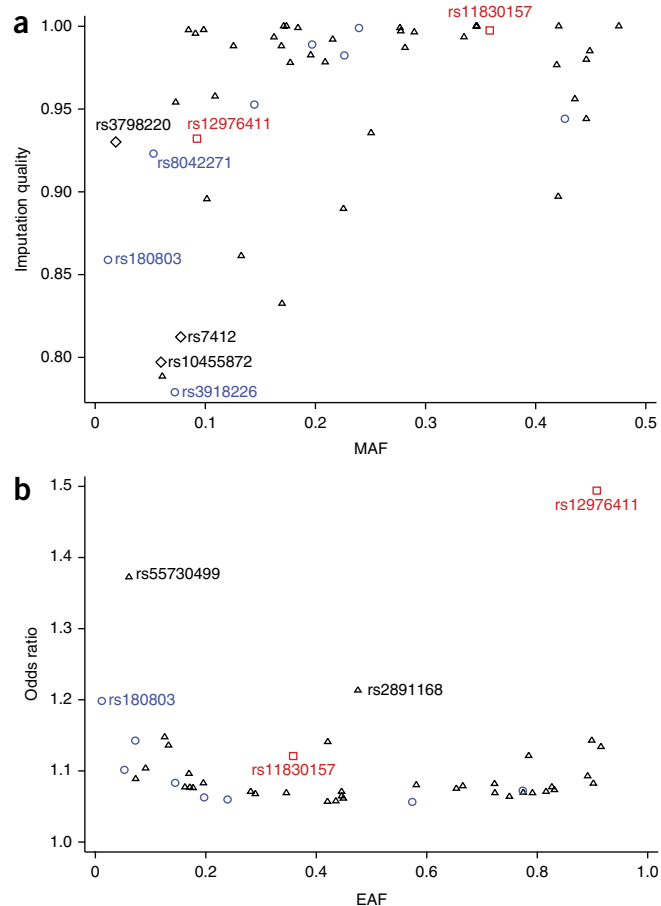 a
1.00
0.95
0.90
0.85
0.80
Imputation quality
rs11830157
rs3798220
rs12976411
rs8042271
rs180803
rs7412
rs10455872
rs3918226
0 0.1 0.2 0.3 0.4 0.5
MAF
b
1.5
1.4
1.3
1.2
1.1
1.0
Odds ratio
rs12976411
rs55730499
rs2891168
rs180803
rs11830157
0 0.2 0.4 0.6 0.8 1.0
EAF